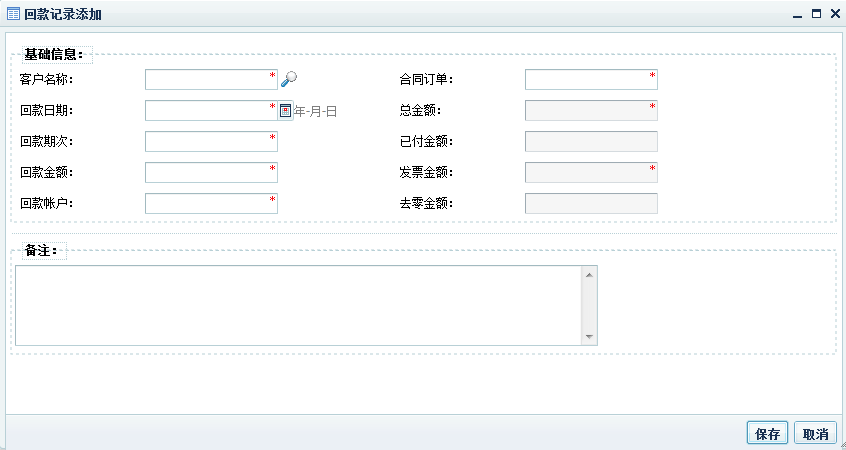 回款记录添加
基础信息：
客户名称： * 合同订单： *
回款日期： * 年-月-日 总金额： *
回款期次： * 已付金额：
回款金额： * 发票金额： *
回款帐户： * 去零金额：
备注：
保存 取消